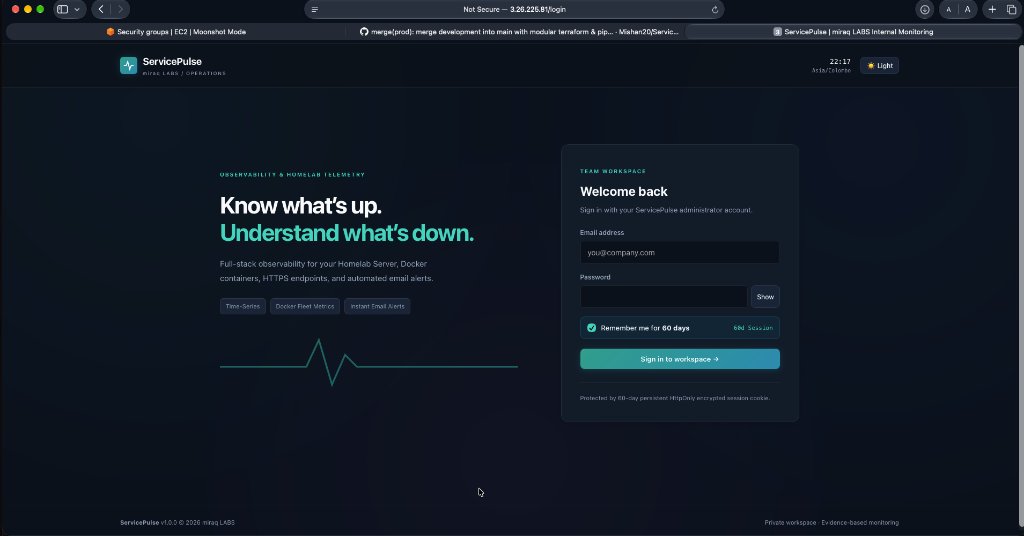 Not Secure — 3.26.225.81/login
Security groups | EC2 | Moonshot Mode
merge(prod): merge development into main with modular terraform & pip... · Mishan20/Servic...
ServicePulse | miraq LABS Internal Monitoring
ServicePulse
miraq LABS / OPERATIONS
22:17
Asia/Colombo
Light
OBSERVABILITY & HOMELAB TELEMETRY
Know what's up.
Understand what's down.
Full-stack observability for your Homelab Server, Docker
containers, HTTPS endpoints, and automated email alerts.
Time-Series
Docker Fleet Metrics
Instant Email Alerts
TEAM WORKSPACE
Welcome back
Sign in with your ServicePulse administrator account.
Email address
you@company.com
Password
Show
Remember me for 60 days
60d Session
Sign in to workspace →
Protected by 60-day persistent HttpOnly encrypted session cookie.
ServicePulse v1.0.0 © 2026 miraq LABS
Private workspace · Evidence-based monitoring